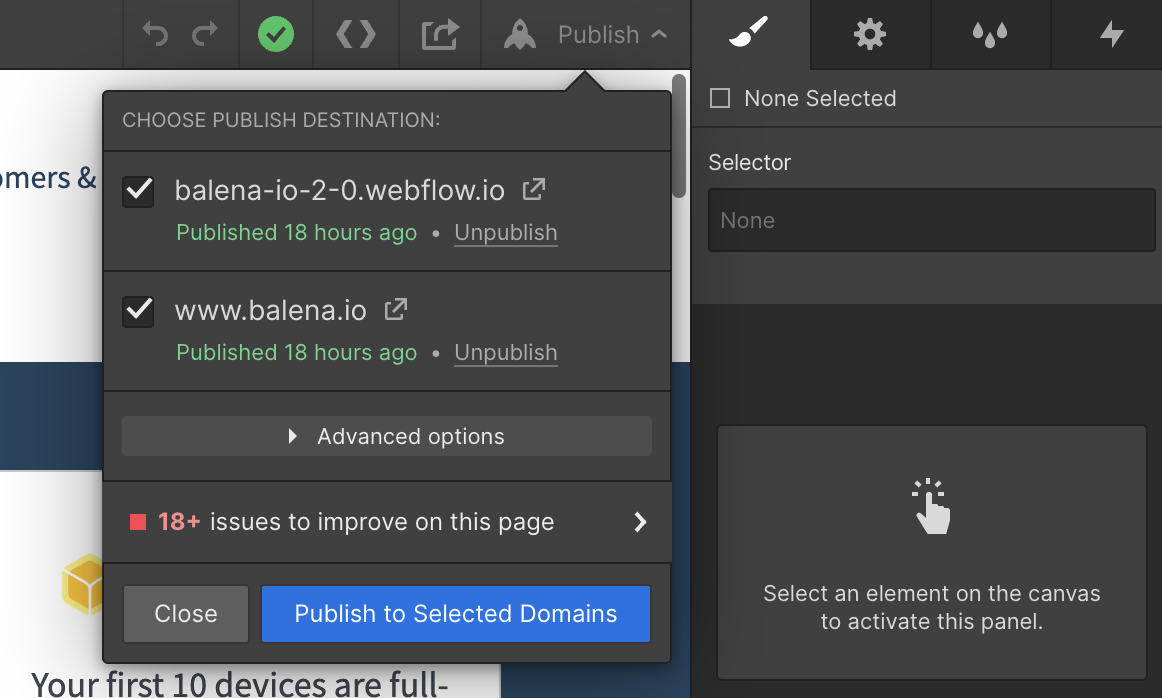 Publish
CHOOSE PUBLISH DESTINATION:
balena-io-2-0.webflow.io
Published 18 hours ago • Unpublish
www.balena.io
Published 18 hours ago • Unpublish
Advanced options
18+ issues to improve on this page
Close
Publish to Selected Domains
omers &
Your first 10 devices are full-
None Selected
Selector
None
Select an element on the canvas
to activate this panel.